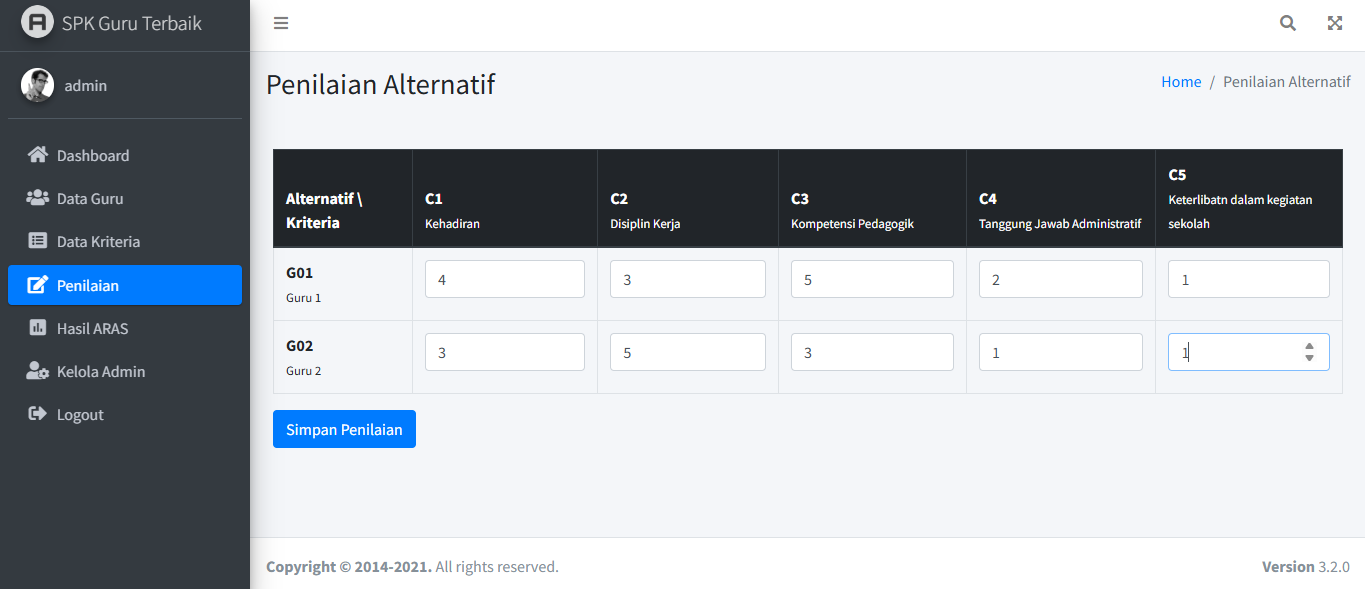 SPK Guru Terbaik
admin
Dashboard
Data Guru
Data Kriteria
Penilaian
Hasil ARAS
Kelola Admin
Logout
Penilaian Alternatif
Home / Penilaian Alternatif
Alternatif \
Kriteria
C1
Kehadiran
C2
Disiplin Kerja
C3
Kompetensi Pedagogik
C4
Tanggung Jawab Administratif
C5
Keterlibatn dalam kegiatan
sekolah
G01
Guru 1
4 3 5 2 1
G02
Guru 2
3 5 3 1 1
Simpan Penilaian
Copyright © 2014-2021. All rights reserved.
Version 3.2.0